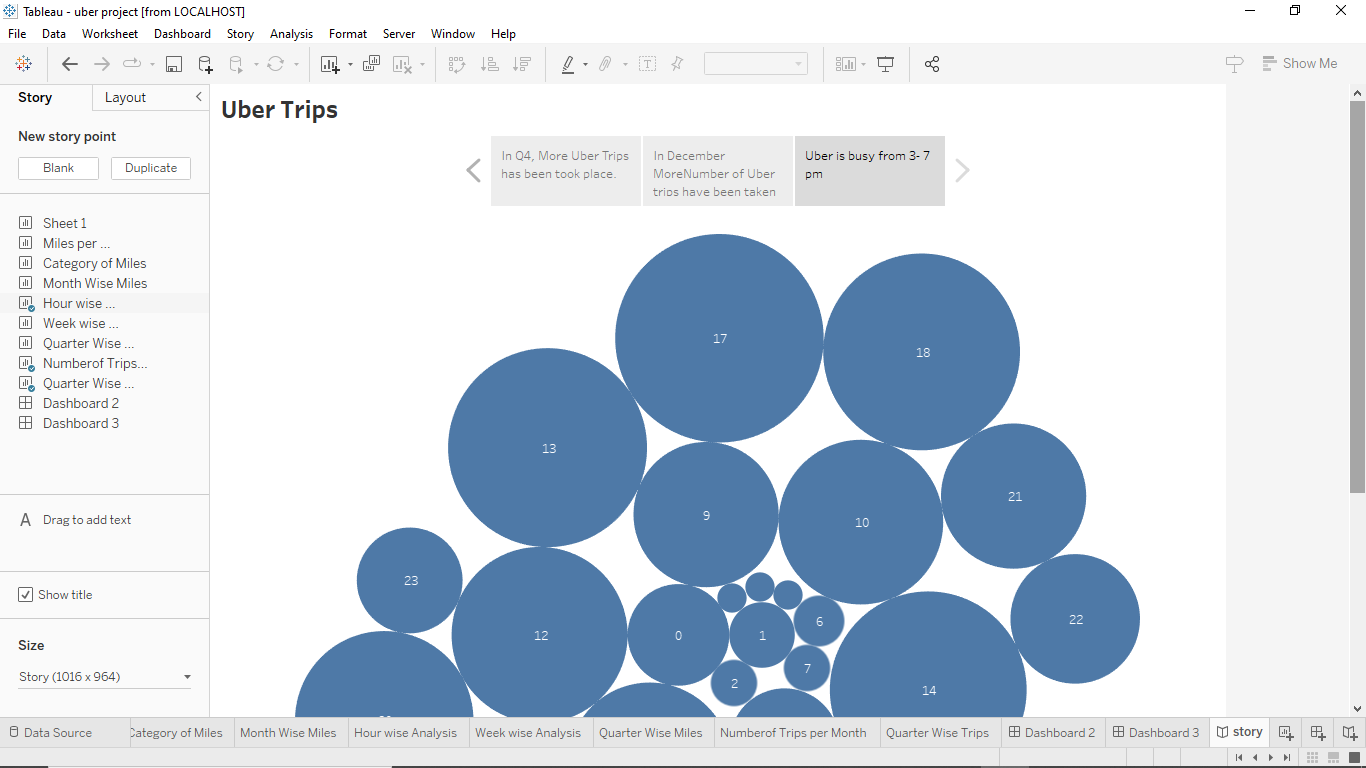 Tableau - uber project [from LOCALHOST]
File Data Worksheet Dashboard Story Analysis Format Server Window Help
Show Me
Story Layout
New story point
Blank Duplicate
Sheet 1
Miles per ...
Category of Miles
Month Wise Miles
Hour wise ...
Week wise ...
Quarter Wise ...
Numberof Trips...
Quarter Wise ...
Dashboard 2
Dashboard 3
A Drag to add text
Show title
Size
Story (1016 x 964)
Uber Trips
In Q4, More Uber Trips
has been took place.
In December
MoreNumber of Uber
trips have been taken
Uber is busy from 3- 7
pm
17
18
13
21
9
10
23
12
0
1
6
22
7
2
14
Data Source Category of Miles Month Wise Miles Hour wise Analysis Week wise Analysis Quarter Wise Miles Numberof Trips per Month Quarter Wise Trips Dashboard 2 Dashboard 3 story